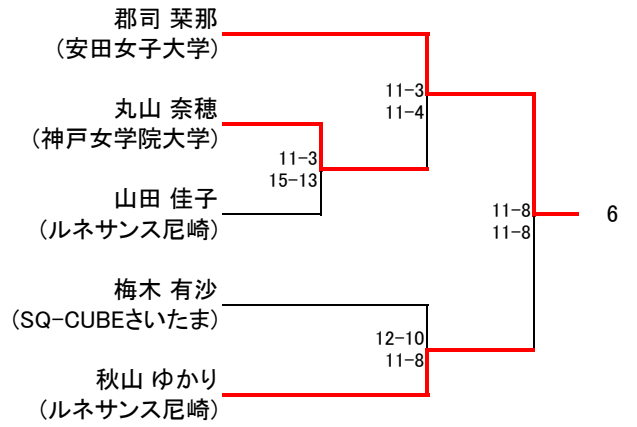 郡司 栞那
(安田女子大学)
11-3
11-4
丸山 奈穂
(神戸女学院大学)
11-3
15-13
山田 佳子
(ルネサンス尼崎)
11-8
11-8
6
梅木 有沙
(SQ-CUBEさいたま)
12-10
11-8
秋山 ゆかり
(ルネサンス尼崎)